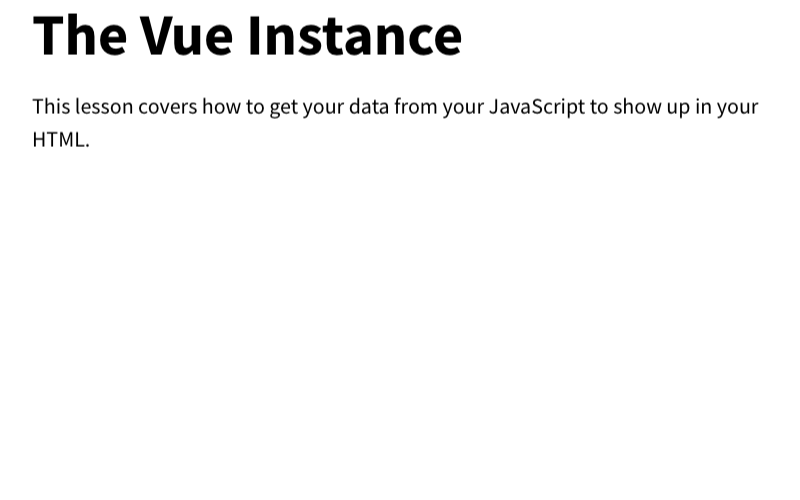 The Vue Instance
This lesson covers how to get your data from your JavaScript to show up in your
HTML.